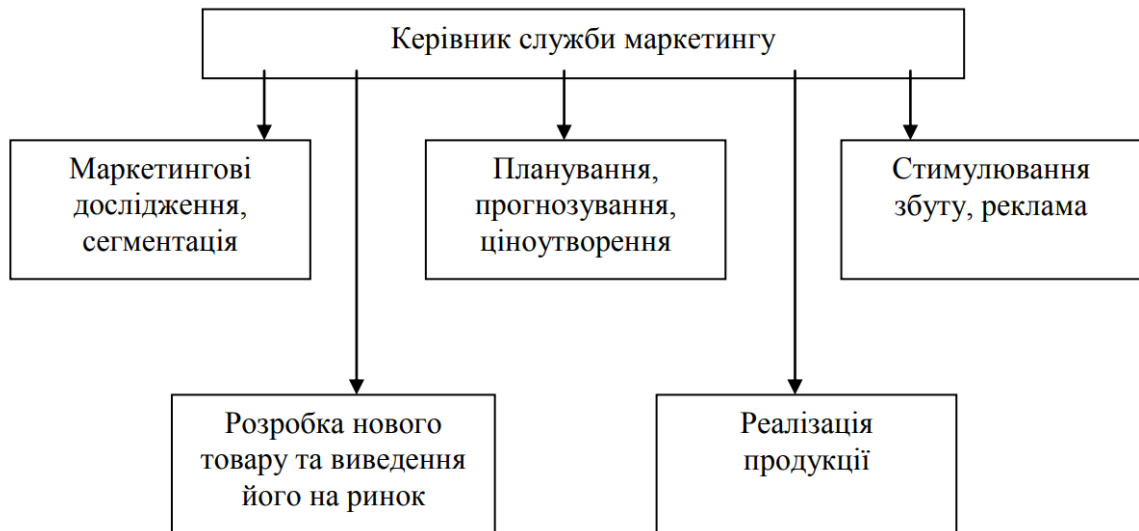 Керівник служби маркетингу
Маркетингові
дослідження,
сегментація
Планування,
прогнозування,
ціноутворення
Стимулювання
збуту, реклама
Розробка нового
товару та виведення
його на ринок
Реалізація
продукції